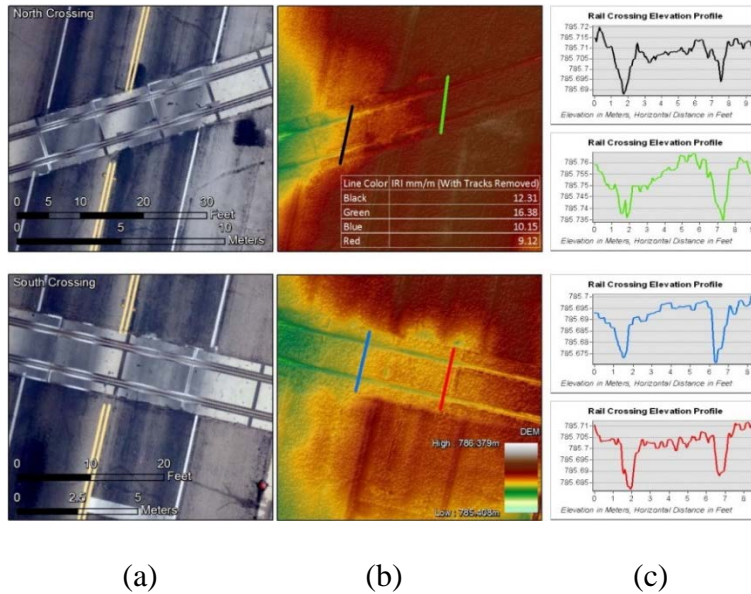 North Crossing
0 5 10 20 30
Feet
0 5 10
Meters
Line Color IRI mm/m (With Tracks Removed)
Black 12.31
Green 16.38
Blue 10.15
Red 9.12
Rail Crossing Elevation Profile
785.72
785.715
785.71
785.705
785.7
785.695
785.69
0 1 2 3 4 5 6 7 8 9
Elevation in Meters, Horizontal Distance in Feet
Rail Crossing Elevation Profile
785.76
785.755
785.75
785.745
785.74
785.735
0 1 2 3 4 5 6 7 8 9
Elevation in Meters, Horizontal Distance in Feet
South Crossing
0 10 20
Feet
0 2.5 5
Meters
DEM
High : 786.379m
Low : 785.408m
Rail Crossing Elevation Profile
785.7
785.695
785.69
785.685
785.68
785.675
0 1 2 3 4 5 6 7 8
Elevation in Meters, Horizontal Distance in Feet
Rail Crossing Elevation Profile
785.71
785.705
785.7
785.695
785.69
785.685
0 1 2 3 4 5 6 7 8
Elevation in Meters, Horizontal Distance in Feet
(a) (b) (c)